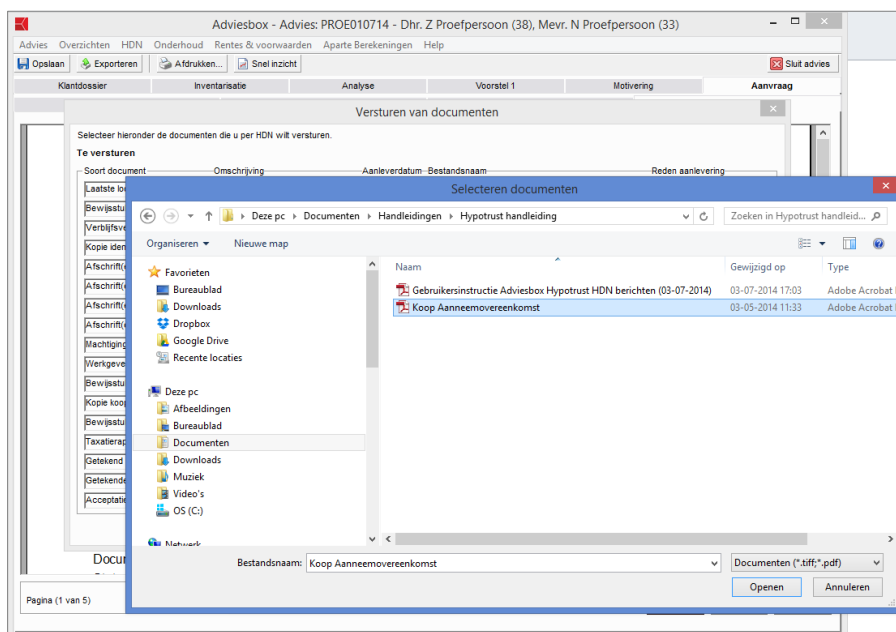 Adviesbox - Advies: PROE010714 - Dhr. Z Proefpersoon (38), Mevr. N Proefpersoon (33)
Advies Overzichten HDN Onderhoud Rentes & voorwaarden Aparte Berekeningen Help
Opslaan Exporteren Afdrukken... Snel inzicht Sluit advies
Klantdossier Inventarisatie Analyse Voorstel 1 Motivering Aanvraag
Versturen van documenten
Selecteer hieronder de documenten die u per HDN wilt versturen.
Te versturen
Soort document Omschrijving Aanleverdatum Bestandsnaam Reden aanlevering
Selecteren documenten
Deze pc Documenten Handleidingen Hypotrust handleiding Zoeken in Hypotrust handleid...
Organiseren Nieuwe map
Naam Gewijzigd op Type
Gebruikersinstructie Adviesbox Hypotrust HDN berichten (03-07-2014) 03-07-2014 17:03 Adobe Acrobat
Koop Aanneemovereenkomst 03-05-2014 11:33 Adobe Acrobat
Favorieten
Bureaublad
Downloads
Dropbox
Google Drive
Recente locaties
Deze pc
Afbeeldingen
Bureaublad
Documenten
Downloads
Muziek
Video's
OS (C:)
Netwerk
Laatste lo
Bewijsstu
Verblijfsve
Kopie iden
Afschrift(
Afschrift(
Afschrift(
Afschrift(
Machtiging
Werkgeve
Bewijsstu
Kopie koop
Bewijsstu
Taxatierap
Getekend
Getekende
Acceptatie
Docu
Bestandsnaam: Koop Aanneemovereenkomst Documenten (*.tiff;*.pdf)
Openen Annuleren
Pagina (1 van 5)